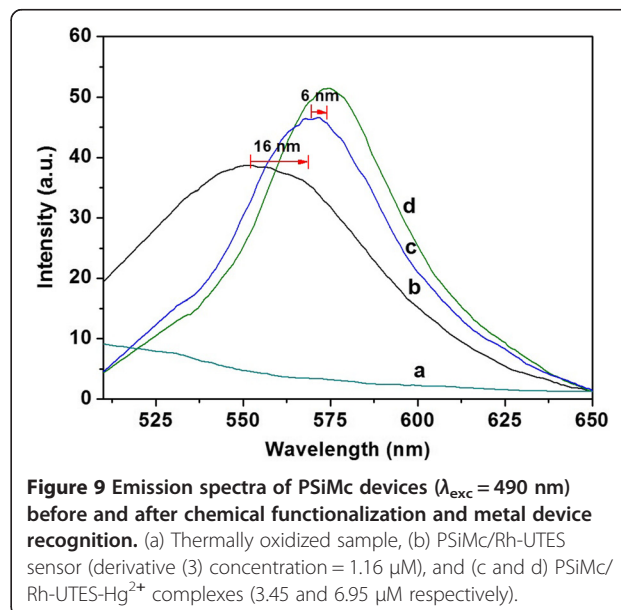 60
50
40
30
20
10
0
Intensity (a.u.)
6 nm
16 nm
d
c
b
a
525 550 575 600 625 650
Wavelength (nm)
Figure 9 Emission spectra of PSiMc devices (λexc = 490 nm)
before and after chemical functionalization and metal device
recognition. (a) Thermally oxidized sample, (b) PSiMc/Rh-UTES
sensor (derivative (3) concentration = 1.16 μM), and (c and d) PSiMc/
Rh-UTES-Hg2+ complexes (3.45 and 6.95 μM respectively).